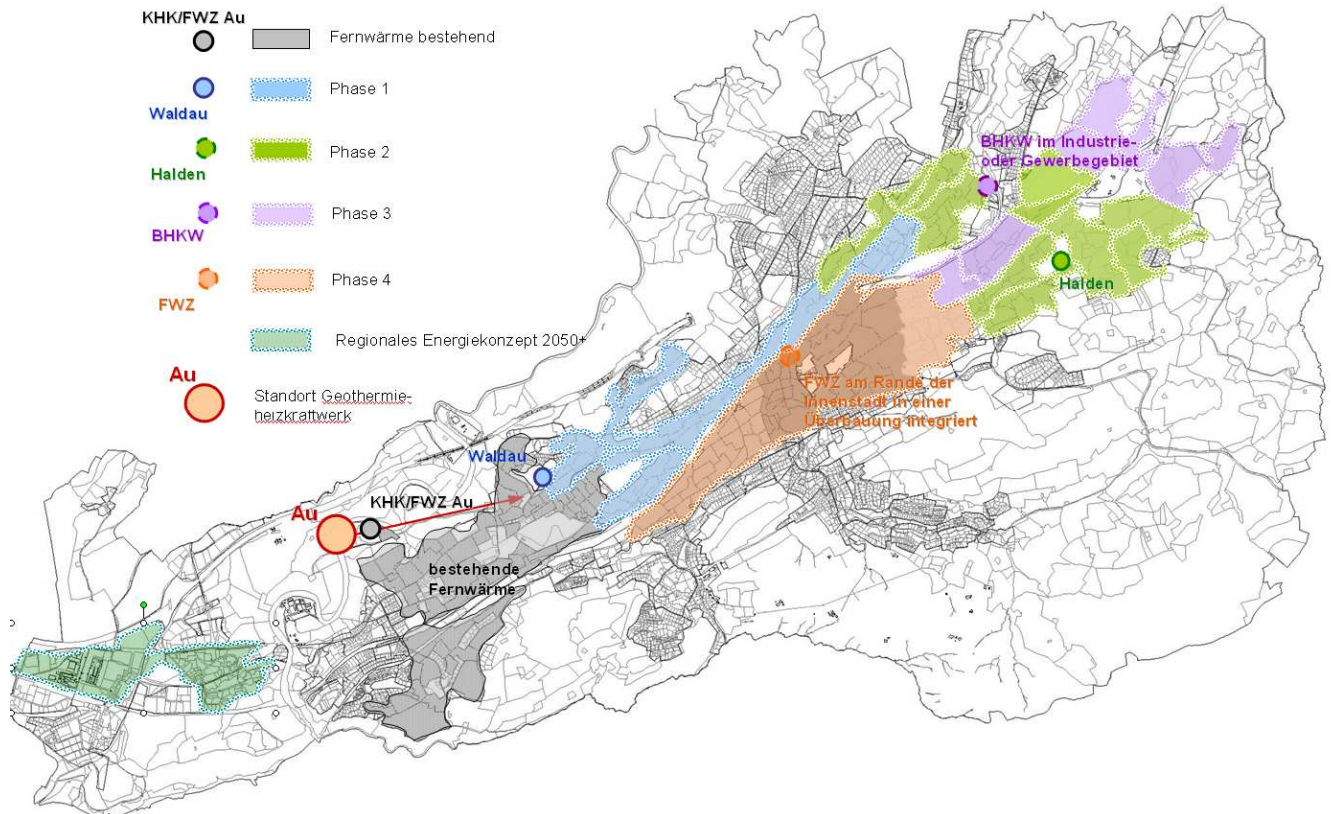 KHK/FWZ Au
Fernwärme bestehend
Phase 1
Waldau
Phase 2
Halden
Phase 3
BHKW
Phase 4
FWZ
Regionales Energiekonzept 2050+
Au
Standort Geothermie-
heizkraftwerk
BHKW im Industrie-
oder Gewerbegebiet
Halden
FWZ am Rande der
Innenstadt in einer
Überbauung integriert
Waldau
KHK/FWZ Au
Au
bestehende
Fernwärme